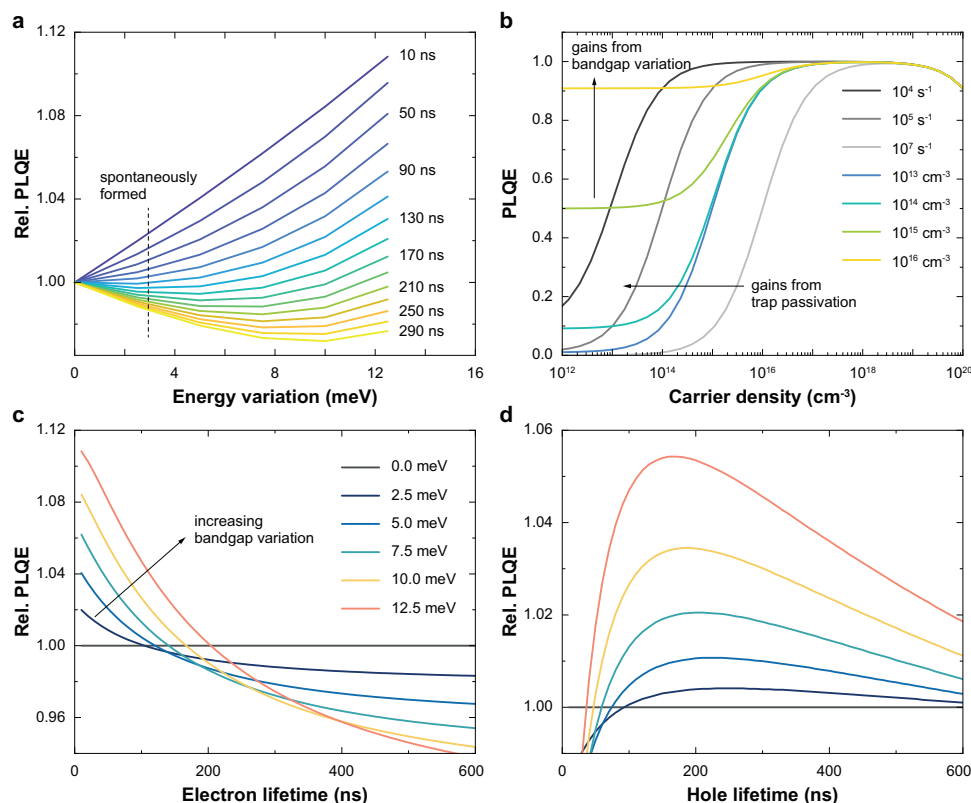 a
1.12
1.08
1.04
1.00
Rel. PLQE
spontaneously
formed
10 ns
50 ns
90 ns
130 ns
170 ns
210 ns
250 ns
290 ns
0 4 8 12 16
Energy variation (meV)
b
gains from
bandgap variation
1.0
0.8
0.6
0.4
0.2
0.0
PLQE
10⁴ s⁻¹
10⁵ s⁻¹
10⁷ s⁻¹
10¹³ cm⁻³
10¹⁴ cm⁻³
10¹⁵ cm⁻³
10¹⁶ cm⁻³
gains from
trap passivation
10¹² 10¹⁴ 10¹⁶ 10¹⁸ 10²⁰
Carrier density (cm⁻³)
c
1.12
1.08
1.04
1.00
0.96
Rel. PLQE
increasing
bandgap variation
0.0 meV
2.5 meV
5.0 meV
7.5 meV
10.0 meV
12.5 meV
0 200 400 600
Electron lifetime (ns)
d
1.06
1.04
1.02
1.00
Rel. PLQE
0 200 400 600
Hole lifetime (ns)